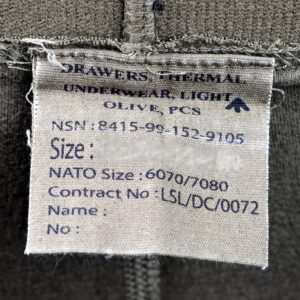 DRAWERS, THERMAL
UNDERWEAR, LIGHT
OLIVE, PCS
NSN : 8415-99-152-9105
Size :
NATO Size : 6070/7080
Contract No : LSL/DC/0072
Name :
No :